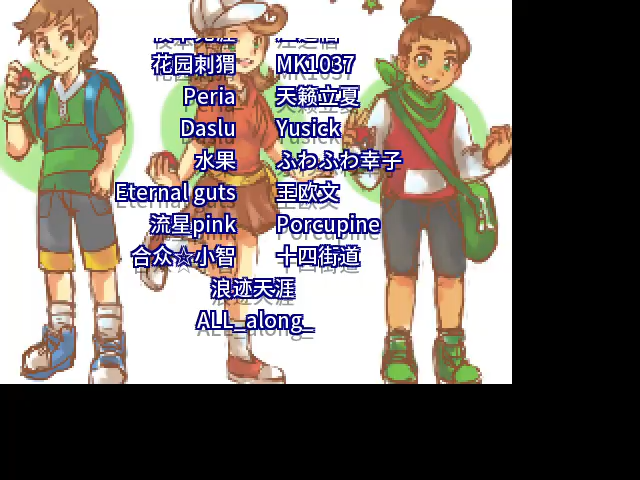 花园刺猬 MK1037
Peria 天籁立夏
Daslu Yusick
水果 ふわふわ幸子
Eternal guts 王欧文
流星pink Porcupine
合众☆小智 十四街道
浪迹天涯
ALL_along_